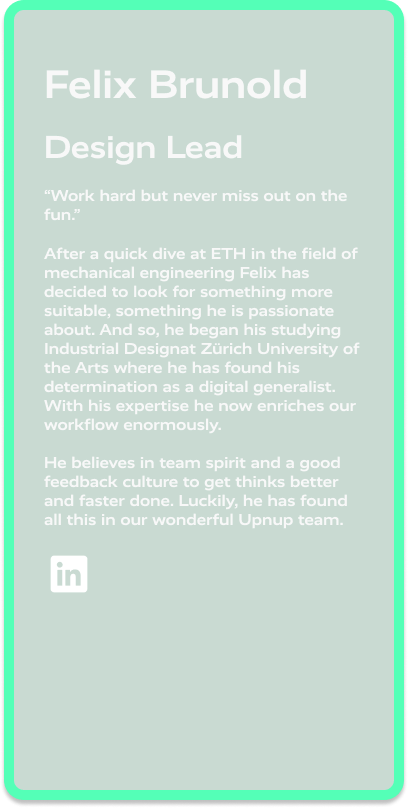 Felix Brunold
Design Lead
“Work hard but never miss out on the
fun.”
After a quick dive at ETH in the field of
mechanical engineering Felix has
decided to look for something more
suitable, something he is passionate
about. And so, he began his studying
Industrial Designat Zürich University of
the Arts where he has found his
determination as a digital generalist.
With his expertise he now enriches our
workflow enormously.
He believes in team spirit and a good
feedback culture to get thinks better
and faster done. Luckily, he has found
all this in our wonderful Upnup team.
in